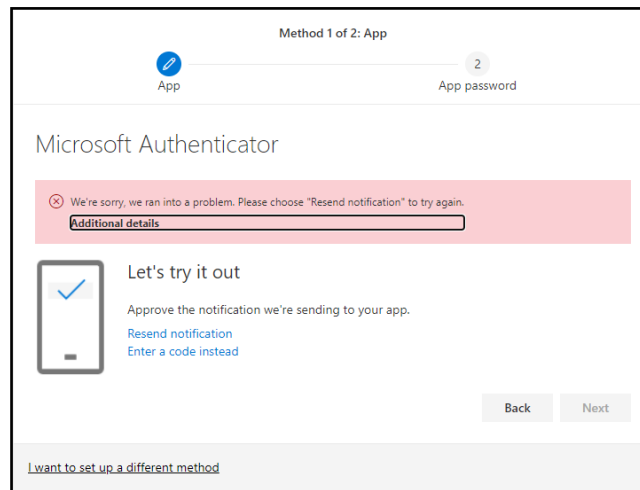 Method 1 of 2: App
2
App
App password
Microsoft Authenticator
We're sorry, we ran into a problem. Please choose "Resend notification" to try again.
Additional details
Let's try it out
Approve the notification we're sending to your app.
Resend notification
Enter a code instead
Back
Next
I want to set up a different method